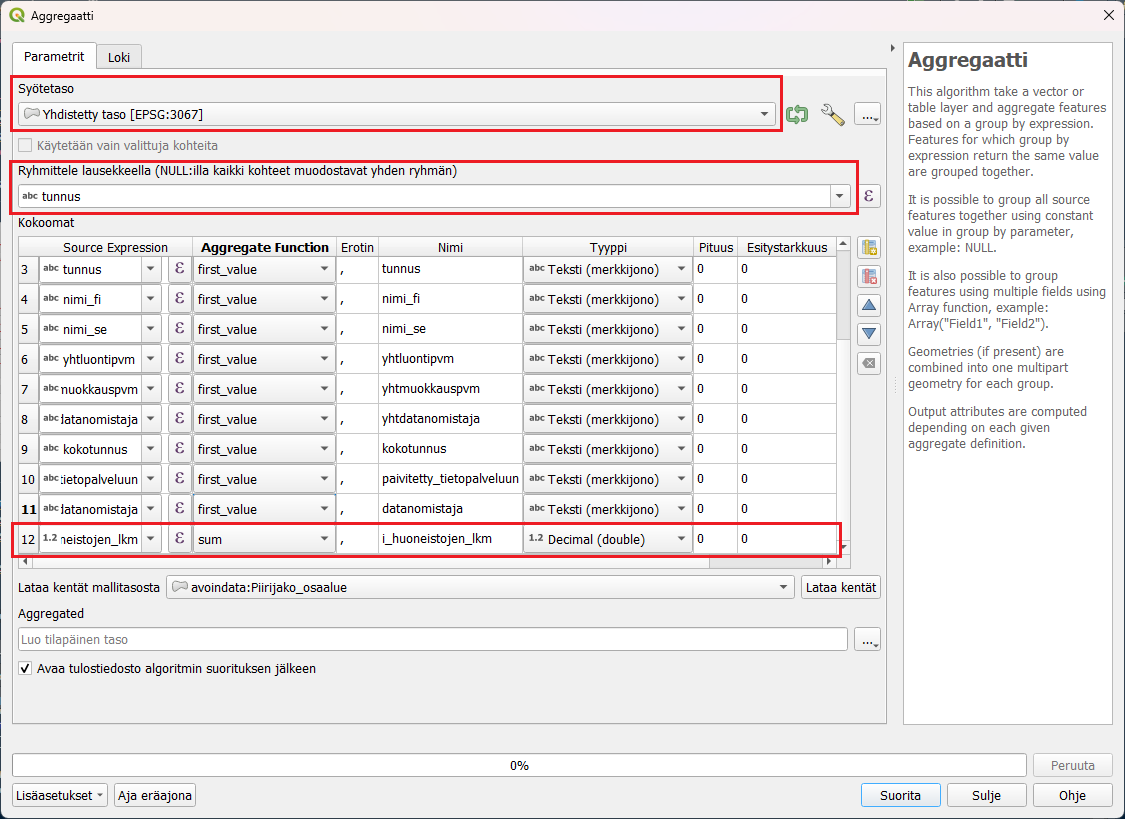 Aggregaatti
Parametrit
Loki
Syötetaso
Yhdistetty taso [EPSG:3067]
...
Käytetään vain valittuja kohteita
Ryhmittele lausekkeella (NULL:illa kaikki kohteet muodostavat yhden ryhmän)
abc tunnus
ε
Kokoomat
Source Expression Aggregate Function Erotin Nimi Tyyppi Pituus Esitystarkkuus
3 abc tunnus ε first_value , tunnus abc Teksti (merkkijono) 0 0
4 abc nimi_fi ε first_value , nimi_fi abc Teksti (merkkijono) 0 0
5 abc nimi_se ε first_value , nimi_se abc Teksti (merkkijono) 0 0
6 abc yhtluontipvm ε first_value , yhtluontipvm abc Teksti (merkkijono) 0 0
7 abc nuokkauspvm ε first_value , yhtmuokkauspvm abc Teksti (merkkijono) 0 0
8 abc datanomistaja ε first_value , yhtdatanomistaja abc Teksti (merkkijono) 0 0
9 abc kokotunnus ε first_value , kokotunnus abc Teksti (merkkijono) 0 0
10 abc tietopalveluun ε first_value , paivitetty_tietopalveluun abc Teksti (merkkijono) 0 0
11 abc datanomistaja ε first_value , datanomistaja abc Teksti (merkkijono) 0 0
12 1.2 neistojen_lkm ε sum , i_huoneistojen_lkm 1.2 Decimal (double) 0 0
Lataa kentät mallitasosta
avoindata:Piirijako_osaalue
Lataa kentät
Aggregated
Luo tilapäinen taso
...
Avaa tulostiedosto algoritmin suorituksen jälkeen
Aggregaatti
This algorithm take a vector or
table layer and aggregate features
based on a group by expression.
Features for which group by
expression return the same value
are grouped together.
It is possible to group all source
features together using constant
value in group by parameter,
example: NULL.
It is also possible to group
features using multiple fields using
Array function, example:
Array("Field1", "Field2").
Geometries (if present) are
combined into one multipart
geometry for each group.
Output attributes are computed
depending on each given
aggregate definition.
0%
Peruuta
Lisäasetukset
Aja eräajona
Suorita
Sulje
Ohje